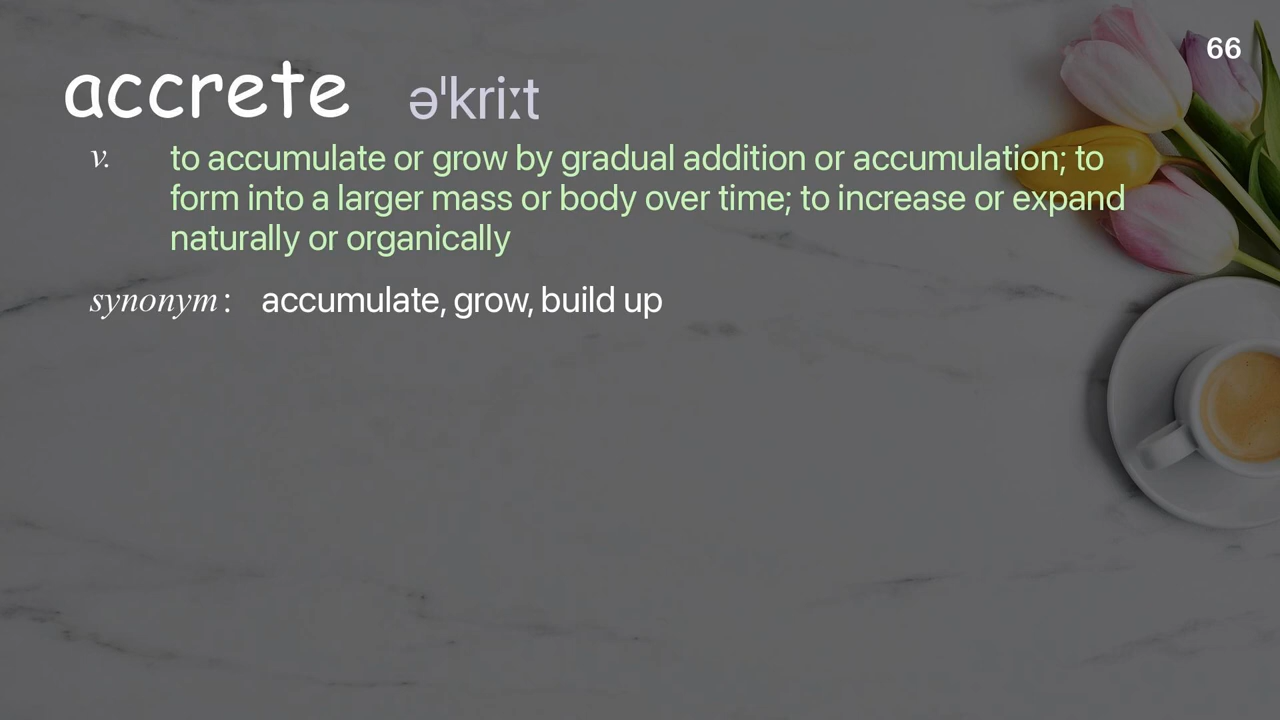 66
accrete əˈkriːt
v. to accumulate or grow by gradual addition or accumulation; to
form into a larger mass or body over time; to increase or expand
naturally or organically
synonym: accumulate, grow, build up